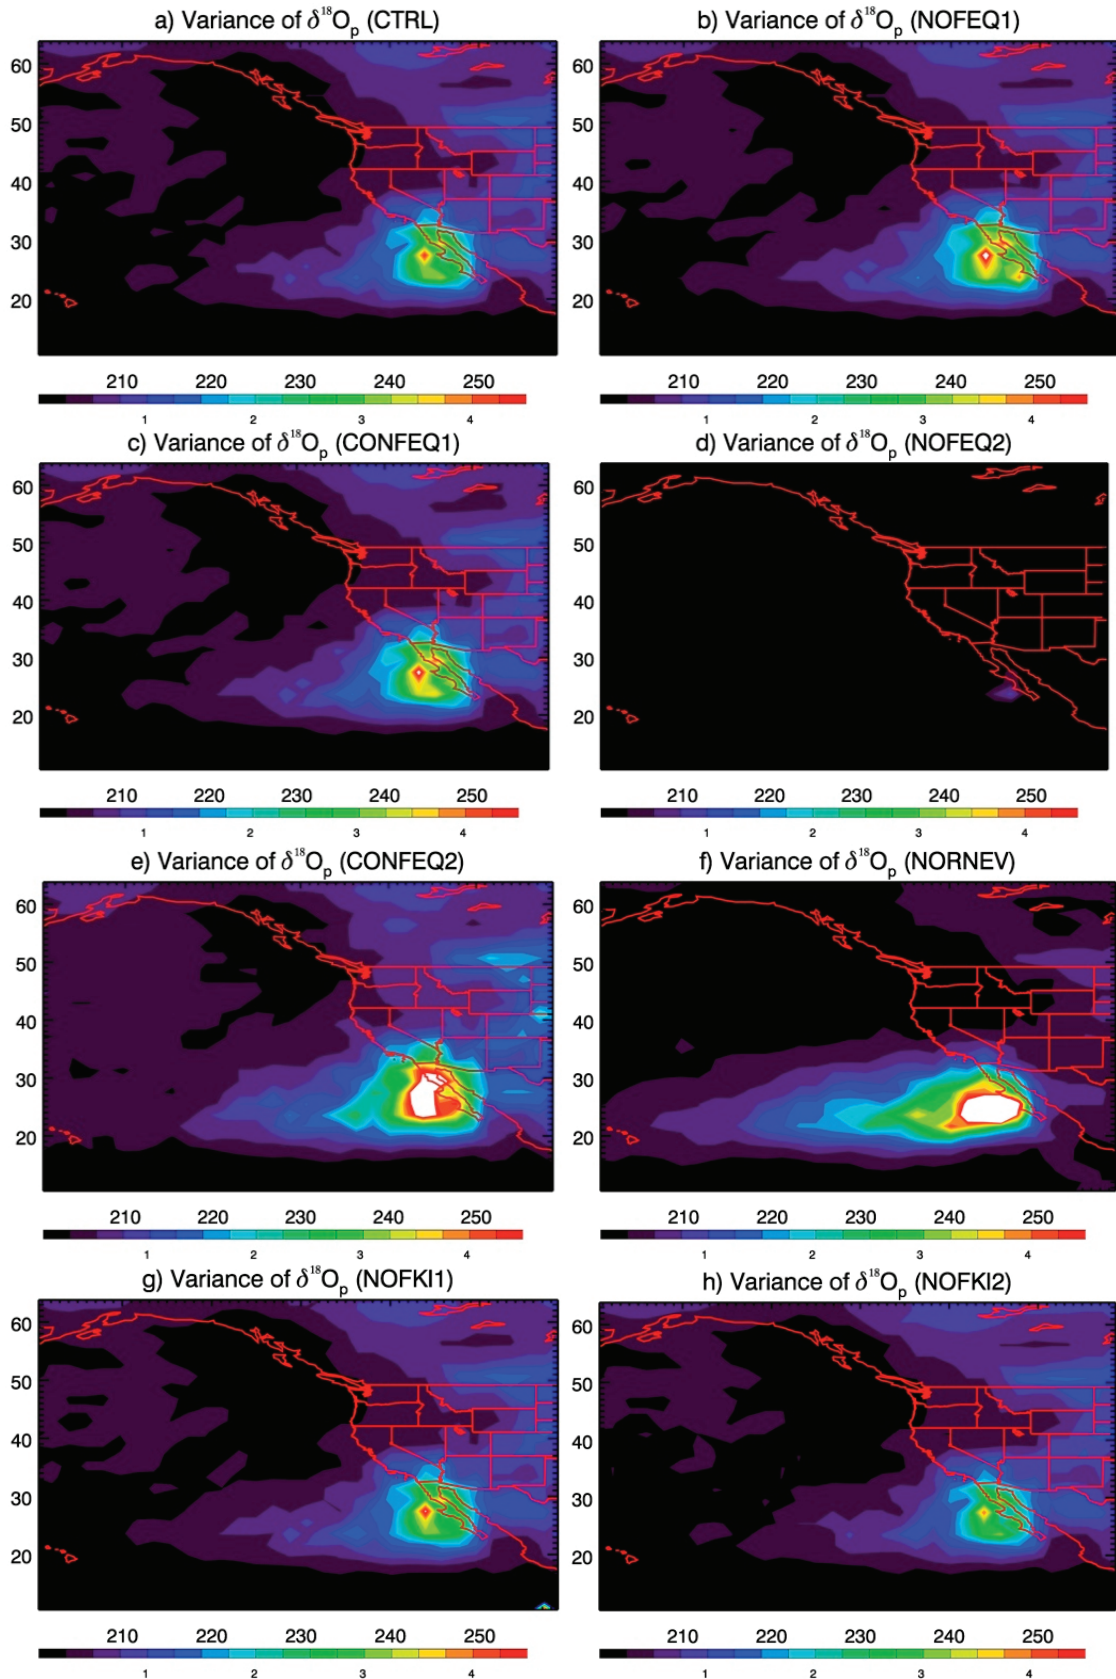 a) Variance of δ¹⁸Oₚ (CTRL)
b) Variance of δ¹⁸Oₚ (NOFEQ1)
60
50
40
30
20
60
50
40
30
20
210 220 230 240 250
1 2 3 4
210 220 230 240 250
1 2 3 4
c) Variance of δ¹⁸Oₚ (CONFEQ1)
d) Variance of δ¹⁸Oₚ (NOFEQ2)
60
50
40
30
20
60
50
40
30
20
210 220 230 240 250
1 2 3 4
210 220 230 240 250
1 2 3 4
e) Variance of δ¹⁸Oₚ (CONFEQ2)
f) Variance of δ¹⁸Oₚ (NORNEV)
60
50
40
30
20
60
50
40
30
20
210 220 230 240 250
1 2 3 4
210 220 230 240 250
1 2 3 4
g) Variance of δ¹⁸Oₚ (NOFKI1)
h) Variance of δ¹⁸Oₚ (NOFKI2)
60
50
40
30
20
60
50
40
30
20
210 220 230 240 250
1 2 3 4
210 220 230 240 250
1 2 3 4